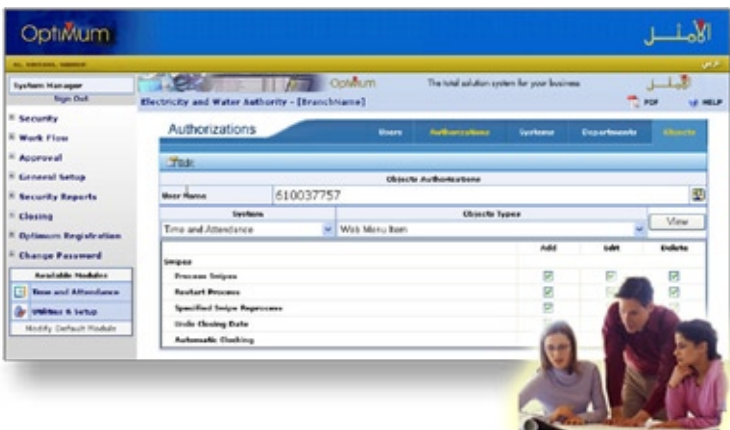 OptiMum
الأمثل
عربي
System Manager
Sign Out
OptiMum
The total solution system for your business
الأمثل
Electricity and Water Authority - [BranchName]
PDF
HELP
Security
Work Flow
Approval
General Setup
Security Reports
Closing
Optimum Registration
Change Password
Available Modules
Time and Attendance
Utilities & Setup
Modify Default Module
Authorizations
Users
Authorizations
Systems
Departments
Objects
Edit
Objects Authorizations
User Name
610037757
System
Objects Types
View
Time and Attendance
Web Menu Item
Add
Edit
Delete
Swipes
Process Swipes
Restart Process
Specified Swipe Reprocess
Undo Closing Date
Automatic Clocking